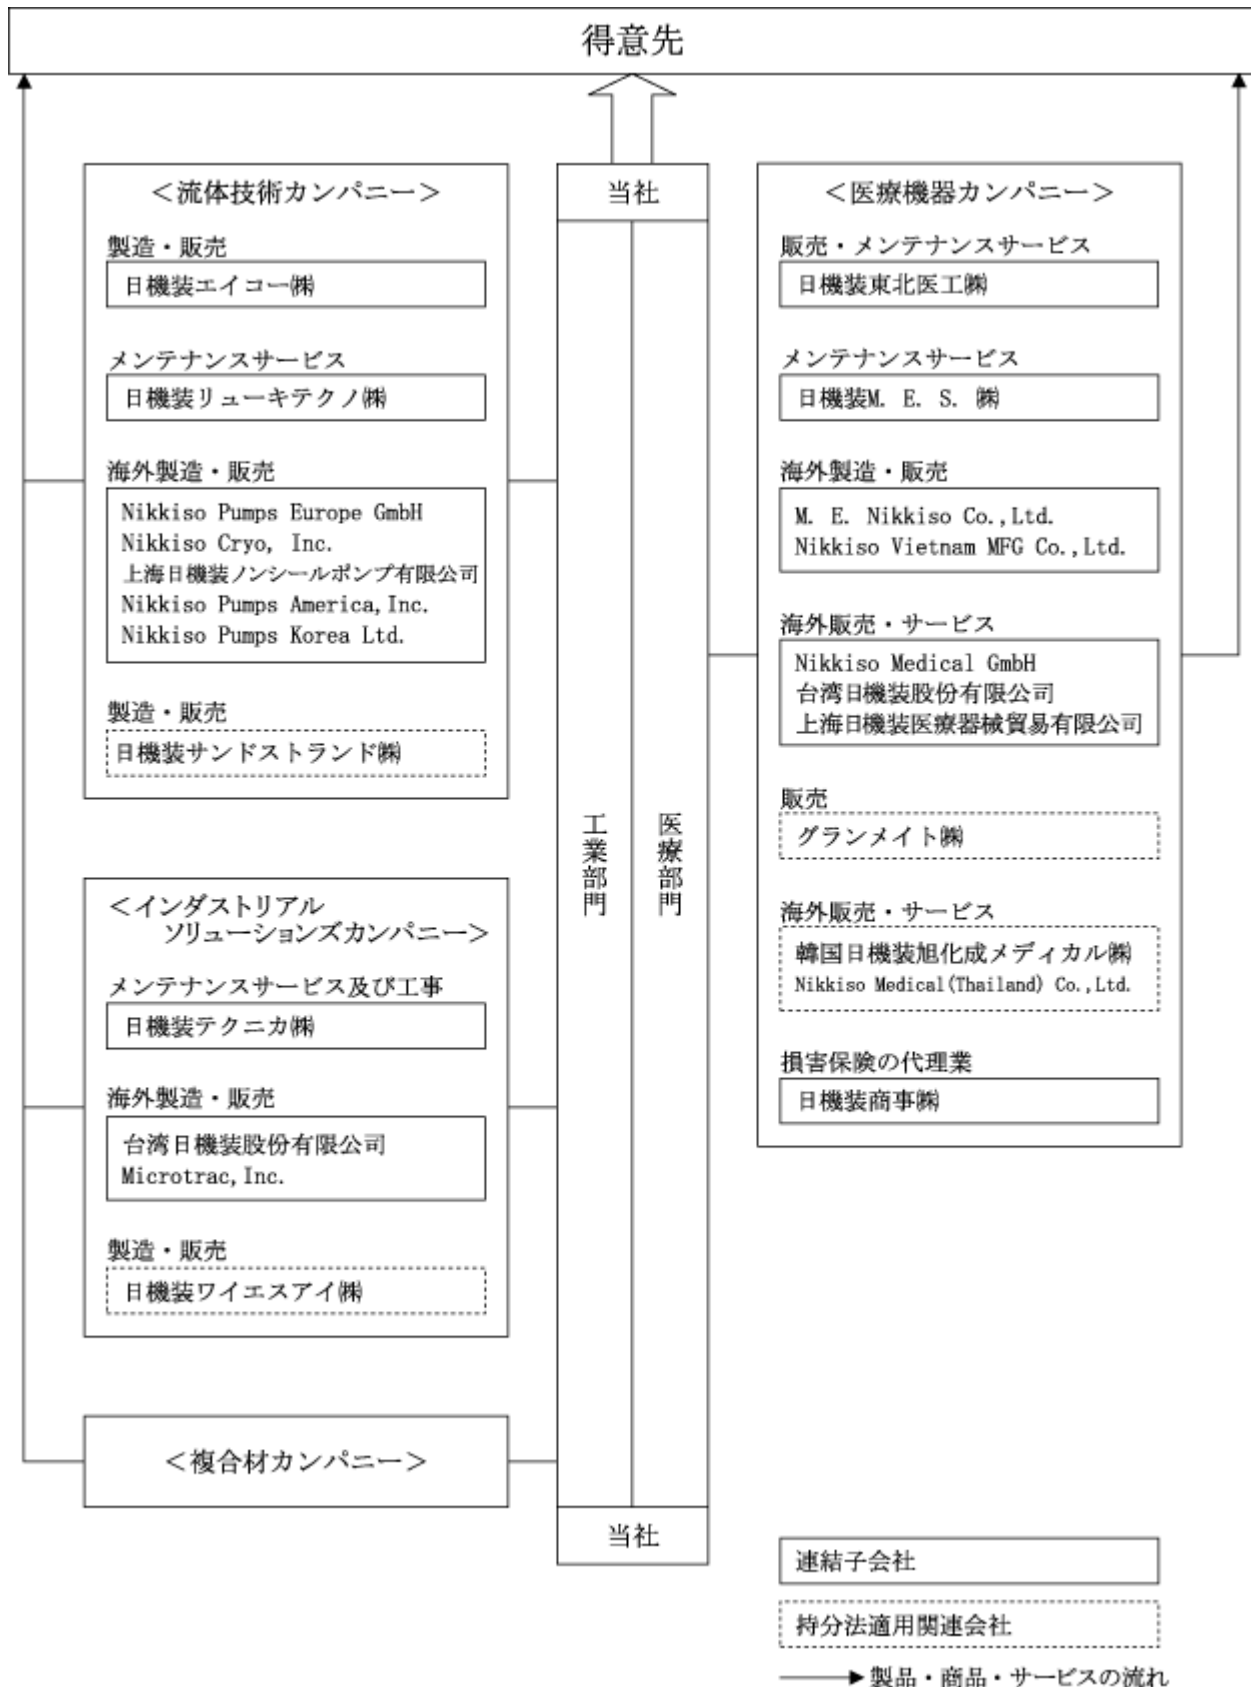 得意先
当社
＜流体技術カンパニー＞
製造・販売
日機装エイコー㈱
メンテナンスサービス
日機装リューキテクノ㈱
海外製造・販売
Nikkiso Pumps Europe GmbH
Nikkiso Cryo, Inc.
上海日機装ノンシールポンプ有限公司
Nikkiso Pumps America,Inc.
Nikkiso Pumps Korea Ltd.
製造・販売
日機装サンドストランド㈱
＜インダストリアル
ソリューションズカンパニー＞
メンテナンスサービス及び工事
日機装テクニカ㈱
海外製造・販売
台湾日機装股份有限公司
Microtrac,Inc.
製造・販売
日機装ワイエスアイ㈱
＜複合材カンパニー＞
工業部門
医療部門
当社
＜医療機器カンパニー＞
販売・メンテナンスサービス
日機装東北医工㈱
メンテナンスサービス
日機装M. E. S. ㈱
海外製造・販売
M. E. Nikkiso Co.,Ltd.
Nikkiso Vietnam MFG Co.,Ltd.
海外販売・サービス
Nikkiso Medical GmbH
台湾日機装股份有限公司
上海日機装医療器械貿易有限公司
販売
グランメイト㈱
海外販売・サービス
韓国日機装旭化成メディカル㈱
Nikkiso Medical(Thailand) Co.,Ltd.
損害保険の代理業
日機装商事㈱
連結子会社
持分法適用関連会社
製品・商品・サービスの流れ